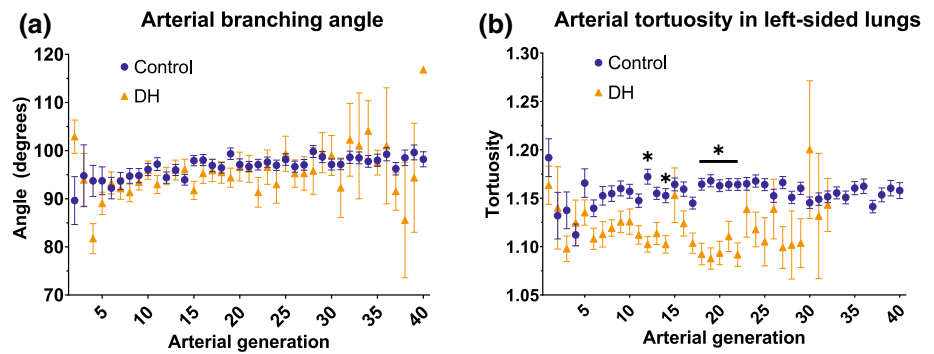 (a) Arterial branching angle
Angle (degrees)
120
110
100
90
80
70
Control
DH
5 10 15 20 25 30 35 40
Arterial generation
(b) Arterial tortuosity in left-sided lungs
Tortuosity
1.30
1.25
1.20
1.15
1.10
1.05
Control
DH
*
*
*
5 10 15 20 25 30 35 40
Arterial generation